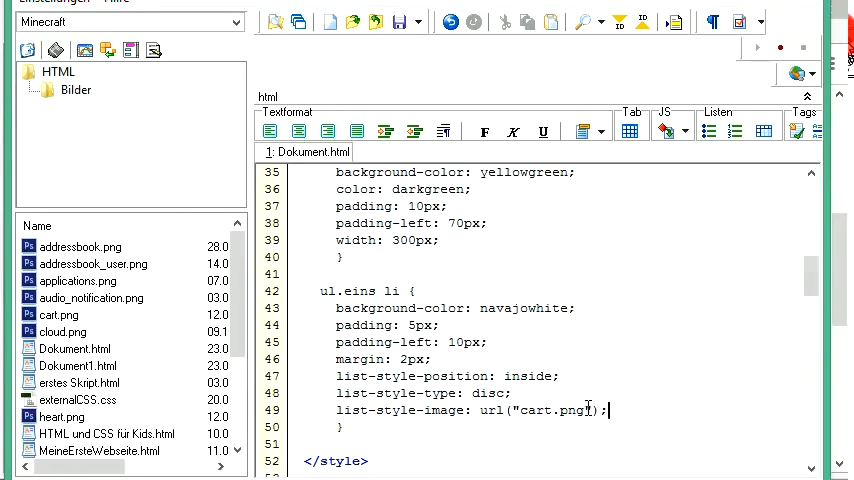 Einstellungen Hilfe
Minecraft
HTML
Bilder
html
Textformat
Tab
JS
Listen
Tags
F
K
U
1: Dokument.html
Name
addressbook.png 28.0
addressbook_user.png 14.0
applications.png 07.0
audio_notification.png 03.0
cart.png 12.0
cloud.png 09.1
Dokument.html 23.0
Dokument1.html 23.0
erstes Skript.html 03.0
externalCSS.css 20.0
heart.png 12.0
HTML und CSS für Kids.html 10.0
MeineErsteWebseite.html 11.0
35 background-color: yellowgreen;
36 color: darkgreen;
37 padding: 10px;
38 padding-left: 70px;
39 width: 300px;
40 }
41
42 ul.eins li {
43 background-color: navajowhite;
44 padding: 5px;
45 padding-left: 10px;
46 margin: 2px;
47 list-style-position: inside;
48 list-style-type: disc;
49 list-style-image: url("cart.png");
50 }
51
52 </style>